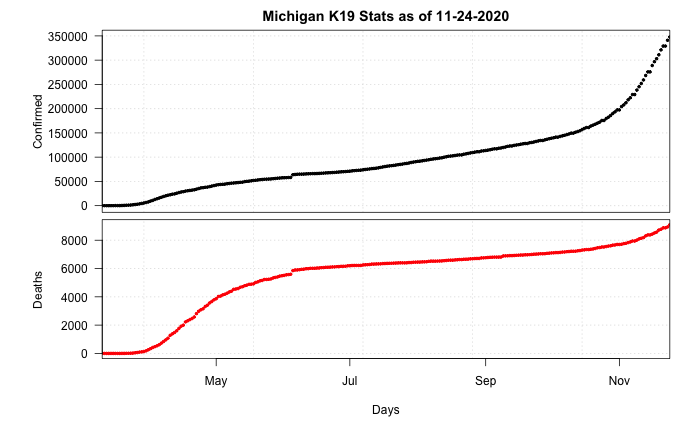 Michigan K19 Stats as of 11-24-2020
Confirmed
350000
300000
250000
200000
150000
100000
50000
0
Deaths
8000
6000
4000
2000
0
May Jul Sep Nov
Days